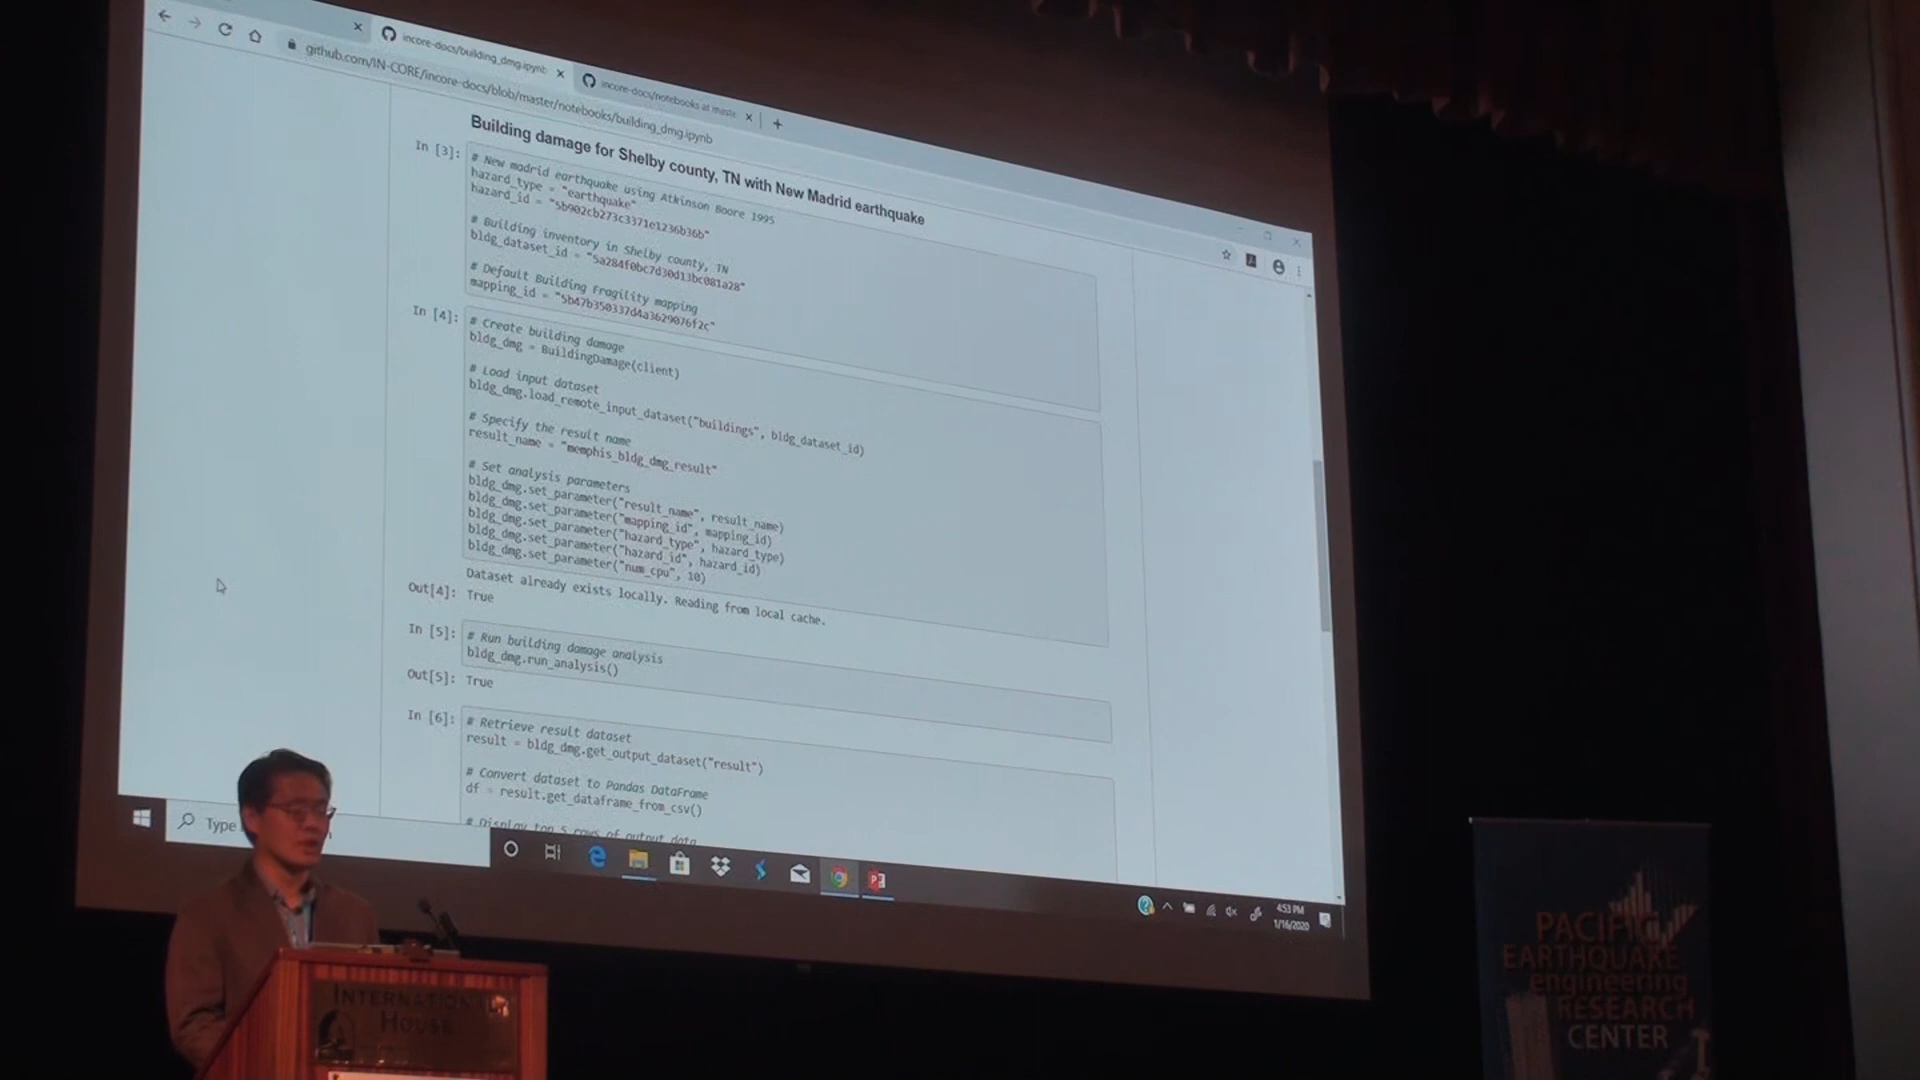 incore-docs/building_dmg.ipynb
incore-docs/notebooks at maste
github.com/IN-CORE/incore-docs/blob/master/notebooks/building_dmg.ipynb
Building damage for Shelby county, TN with New Madrid earthquake
In [3]:
# New madrid earthquake using Atkinson Boore 1995
hazard_type = "earthquake"
hazard_id = "5b902cb273c3371e1236b36b"
# Building inventory in Shelby county, TN
bldg_dataset_id = "5a284f0bc7d30d13bc081a28"
# Default Building Fragility mapping
mapping_id = "5b47b350337d4a3629076f2c"
In [4]:
# Create building damage
bldg_dmg = BuildingDamage(client)
# Load input dataset
bldg_dmg.load_remote_input_dataset("buildings", bldg_dataset_id)
# Specify the result name
result_name = "memphis_bldg_dmg_result"
# Set analysis parameters
bldg_dmg.set_parameter("result_name", result_name)
bldg_dmg.set_parameter("mapping_id", mapping_id)
bldg_dmg.set_parameter("hazard_type", hazard_type)
bldg_dmg.set_parameter("hazard_id", hazard_id)
bldg_dmg.set_parameter("num_cpu", 10)
Dataset already exists locally. Reading from local cache.
Out[4]: True
In [5]:
# Run building damage analysis
bldg_dmg.run_analysis()
Out[5]: True
In [6]:
# Retrieve result dataset
result = bldg_dmg.get_output_dataset("result")
# Convert dataset to Pandas DataFrame
df = result.get_dataframe_from_csv()
# Display top 5 rows of output data
Type
4:53 PM
1/16/2020
INTERNATIONAL
HOUSE
PACIFIC
EARTHQUAKE
engineering
RESEARCH
CENTER